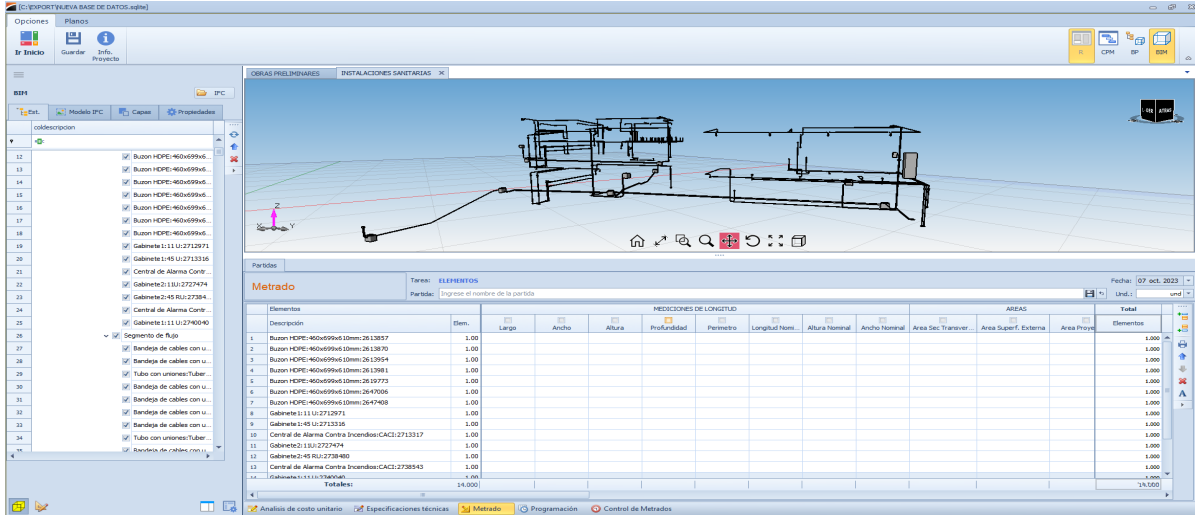 [C:\EXPORT\NUEVA BASE DE DATOS.sqlite]
Opciones Planos
Ir Inicio Guardar Info. Proyecto R CPM BP BIM
BIM IFC
Est. Modelo IFC Capas Propiedades
coldescripcion
12 Buzon HDPE:460x699x6...
13 Buzon HDPE:460x699x6...
14 Buzon HDPE:460x699x6...
15 Buzon HDPE:460x699x6...
16 Buzon HDPE:460x699x6...
17 Buzon HDPE:460x699x6...
18 Buzon HDPE:460x699x6...
19 Gabinete1:11 U:2712971
20 Gabinete1:45 U:2713316
21 Central de Alarma Contr...
22 Gabinete2:11U:2727474
23 Gabinete2:45 RU:27384...
24 Central de Alarma Contr...
25 Gabinete1:11 U:2740040
26 Segmento de flujo
27 Bandeja de cables con u...
28 Bandeja de cables con u...
29 Tubo con uniones:Tuber...
30 Bandeja de cables con u...
31 Bandeja de cables con u...
32 Bandeja de cables con u...
33 Bandeja de cables con u...
34 Tubo con uniones:Tuber...
35 Bandeja de cables con u...
OBRAS PRELIMINARES INSTALACIONES SANITARIAS
ATRAS
Z
X Y
Partidas
Metrado
Tarea: ELEMENTOS
Fecha: 07 oct. 2023
Partida: Ingrese el nombre de la partida
Und.: und
Elementos MEDICIONES DE LONGITUD AREAS Total
Descripción Elem. Largo Ancho Altura Profundidad Perimetro Longitud Nomi... Altura Nominal Ancho Nominal Area Sec Transver... Area Superf. Externa Area Proye Elementos
1 Buzon HDPE:460x699x610mm:2613857 1.00 1.000
2 Buzon HDPE:460x699x610mm:2613870 1.00 1.000
3 Buzon HDPE:460x699x610mm:2613954 1.00 1.000
4 Buzon HDPE:460x699x610mm:2613981 1.00 1.000
5 Buzon HDPE:460x699x610mm:2619773 1.00 1.000
6 Buzon HDPE:460x699x610mm:2647006 1.00 1.000
7 Buzon HDPE:460x699x610mm:2647408 1.00 1.000
8 Gabinete1:11 U:2712971 1.00 1.000
9 Gabinete1:45 U:2713316 1.00 1.000
10 Central de Alarma Contra Incendios:CACI:2713317 1.00 1.000
11 Gabinete2:11U:2727474 1.00 1.000
12 Gabinete2:45 RU:2738480 1.00 1.000
13 Central de Alarma Contra Incendios:CACI:2738543 1.00 1.000
14 Gabinete1:11 U:2740040 1.00 1.000
Totales: 14.000 14.000
Analisis de costo unitario Especificaciones técnicas Metrado Programación Control de Metrados